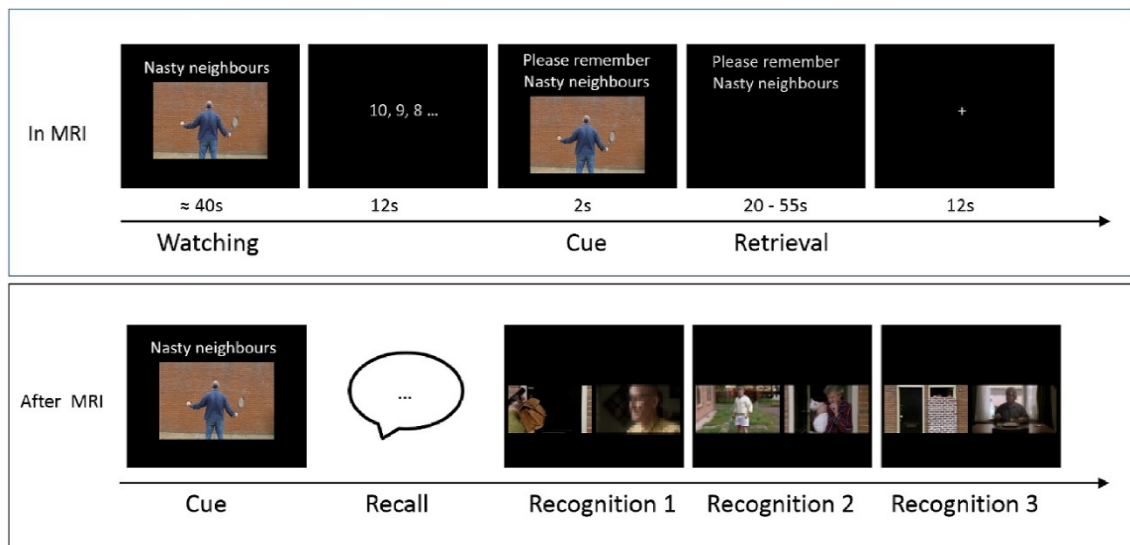 In MRI
Nasty neighbours
10, 9, 8 ...
Please remember
Nasty neighbours
Please remember
Nasty neighbours
+
≈ 40s
12s
2s
20 - 55s
12s
Watching
Cue
Retrieval
After MRI
Nasty neighbours
...
Cue
Recall
Recognition 1
Recognition 2
Recognition 3